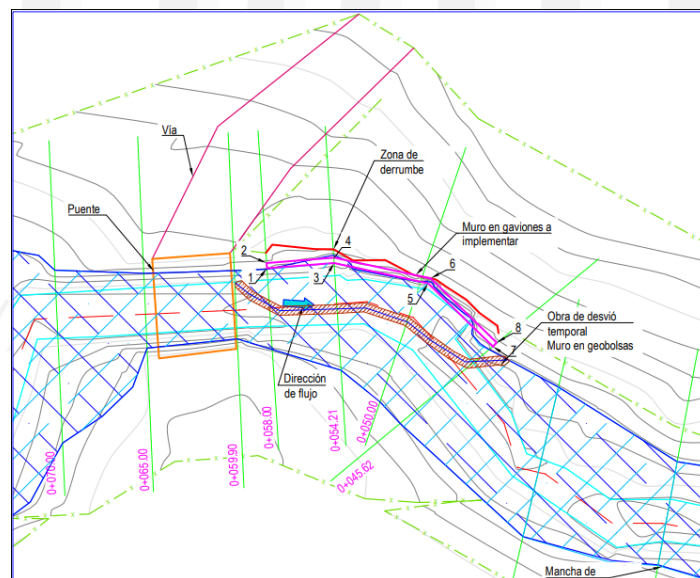 Vía
Zona de
derrumbe
Puente
2
4
Muro en gaviones a
implementar
1
3
6
5
Obra de desvió
temporal
Muro en geobolsas
8
7
Dirección
de flujo
0+070.00
0+065.00
0+059.90
0+058.00
0+054.21
0+050.00
0+045.62
Mancha de